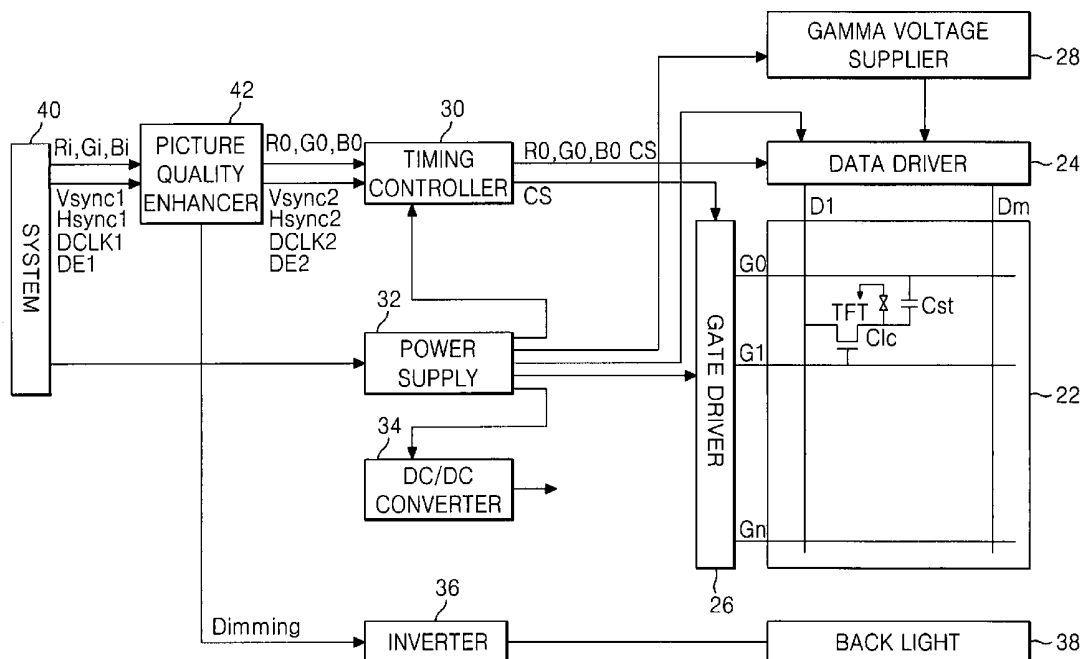 GAMMA VOLTAGE
SUPPLIER
28
40
42
30
Ri,Gi,Bi
PICTURE
QUALITY
ENHANCER
R0,G0,B0
TIMING
CONTROLLER
R0,G0,B0 CS
DATA DRIVER
24
Vsync1
Hsync1
DCLK1
DE1
Vsync2
Hsync2
DCLK2
DE2
CS
D1
Dm
SYSTEM
G0
32
TFT
Cst
Clc
POWER
SUPPLY
GATE DRIVER
G1
22
34
DC/DC
CONVERTER
Gn
26
36
Dimming
INVERTER
BACK LIGHT
38